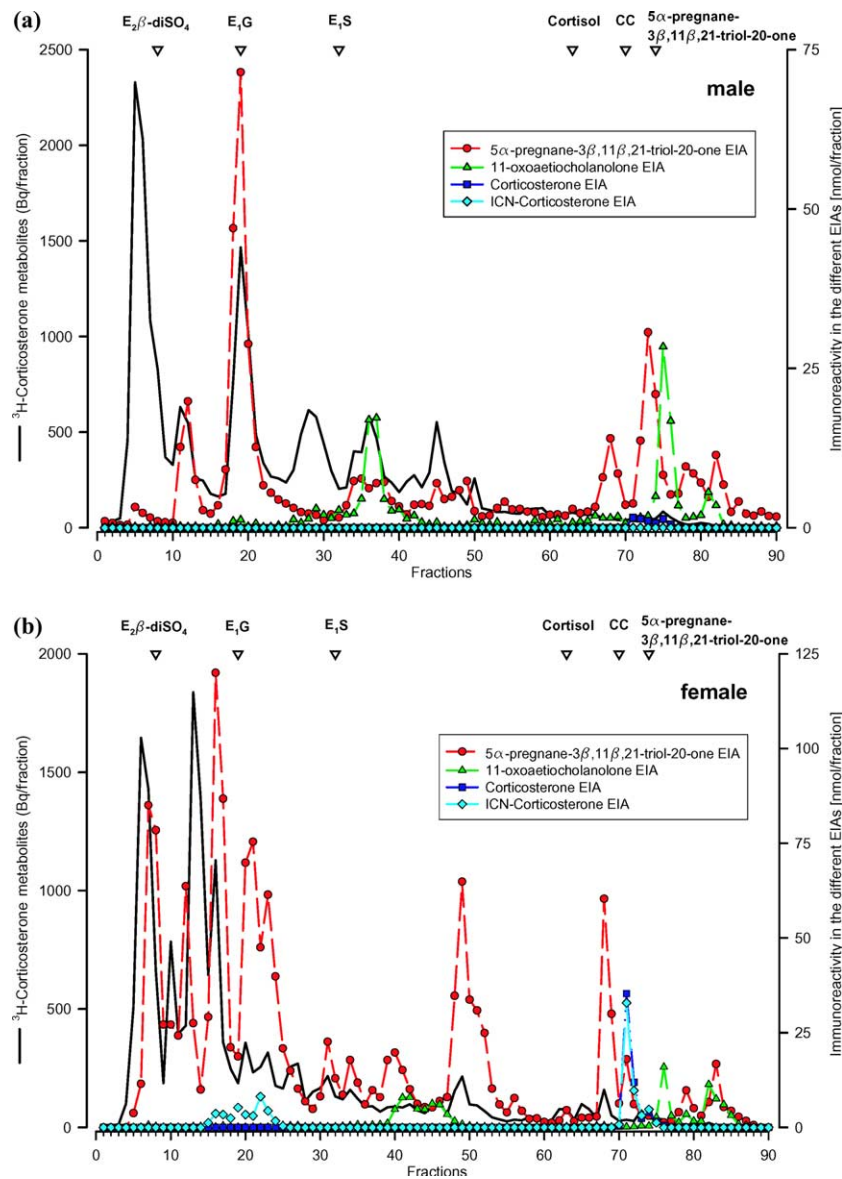 (a)
E₂β-diSO₄ E₁G E₁S Cortisol CC 5α-pregnane-
3β,11β,21-triol-20-one
2500 75
male
5α-pregnane-3β,11β,21-triol-20-one EIA
11-oxoaetiocholanolone EIA
Corticosterone EIA
ICN-Corticosterone EIA
2000
1500 50
1000
25
500
0 0
0 10 20 30 40 50 60 70 80 90
Fractions
³H-Corticosterone metabolites (Bq/fraction)
Immunoreactivity in the different EIAs [nmol/fraction]
(b)
E₂β-diSO₄ E₁G E₁S Cortisol CC 5α-pregnane-
3β,11β,21-triol-20-one
2000 125
female
5α-pregnane-3β,11β,21-triol-20-one EIA
11-oxoaetiocholanolone EIA
Corticosterone EIA
ICN-Corticosterone EIA
100
1500
75
1000
50
500
25
0 0
0 10 20 30 40 50 60 70 80 90
Fractions
³H-Corticosterone metabolites (Bq/fraction)
Immunoreactivity in the different EIAs [nmol/fraction]